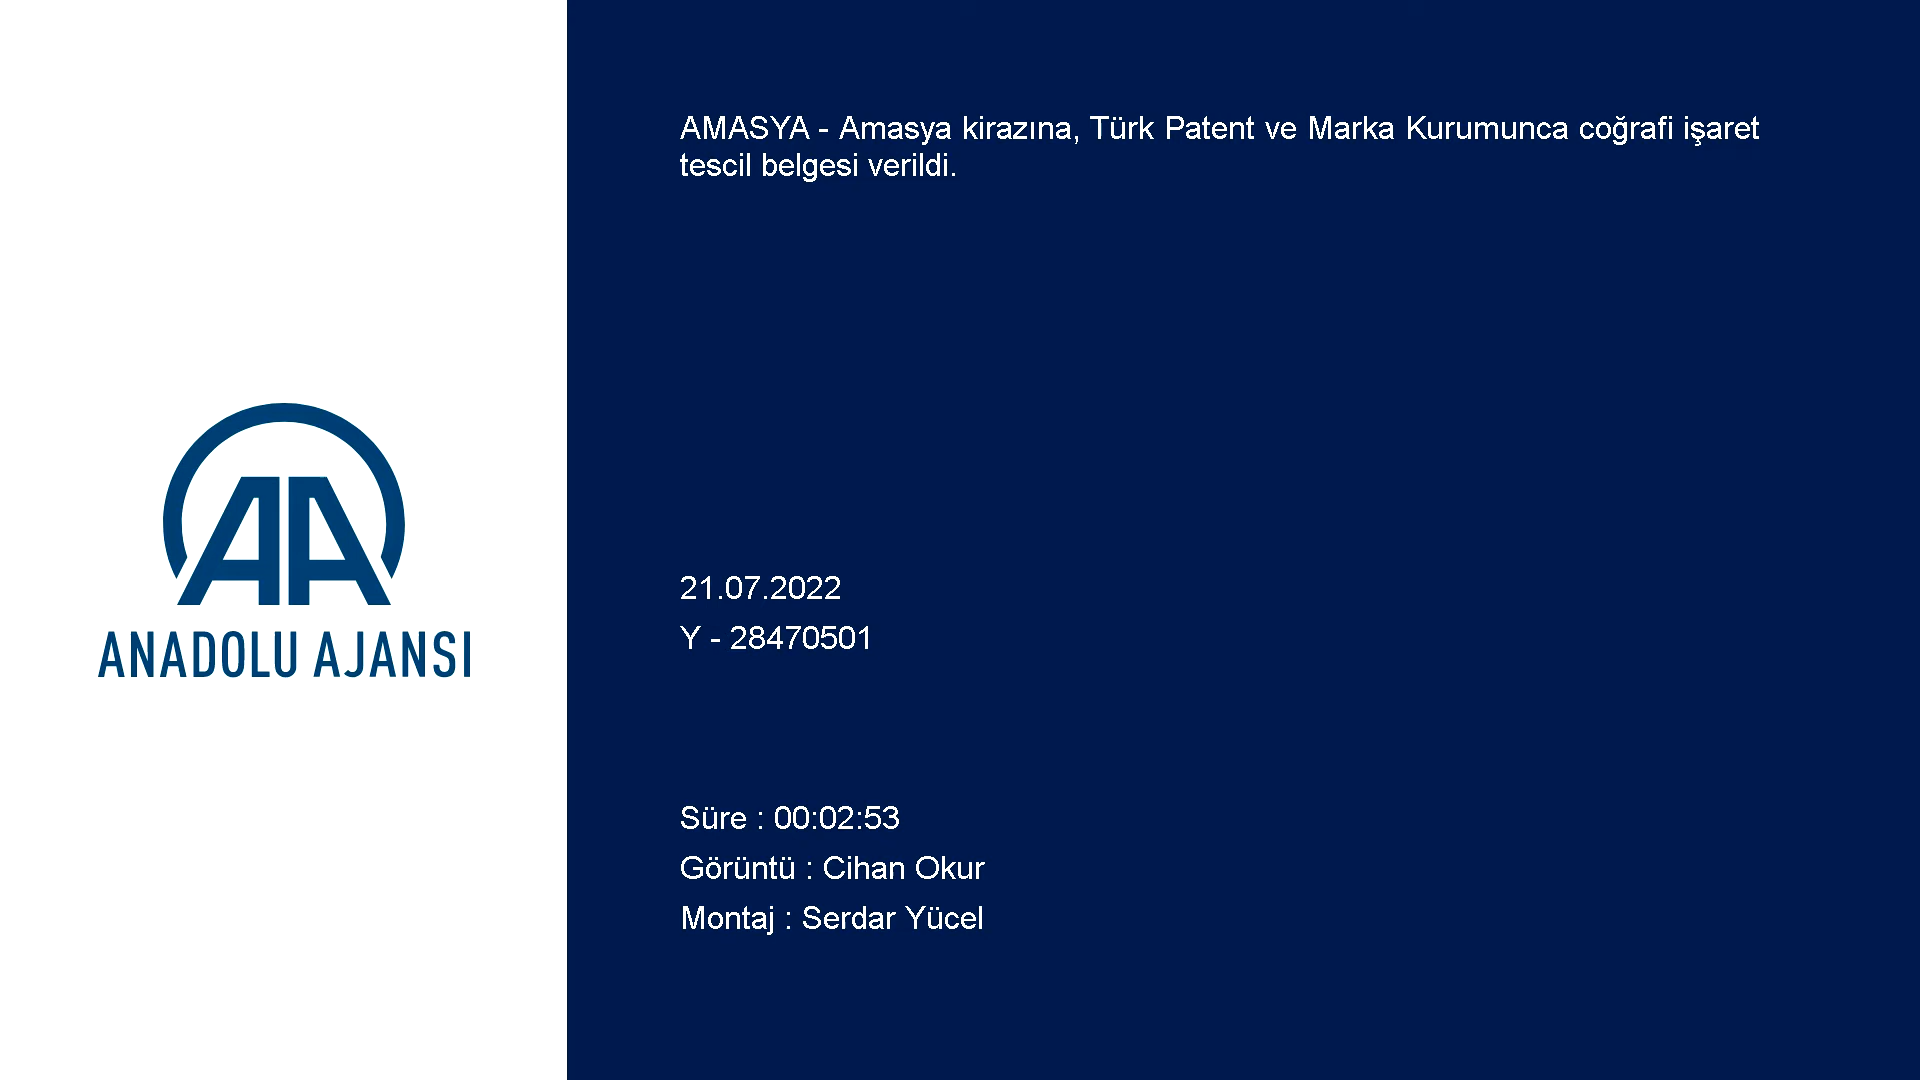 AMASYA - Amasya kirazına, Türk Patent ve Marka Kurumunca coğrafi işaret
tescil belgesi verildi.
AA
ANADOLU AJANSI
21.07.2022
Y - 28470501
Süre : 00:02:53
Görüntü : Cihan Okur
Montaj : Serdar Yücel